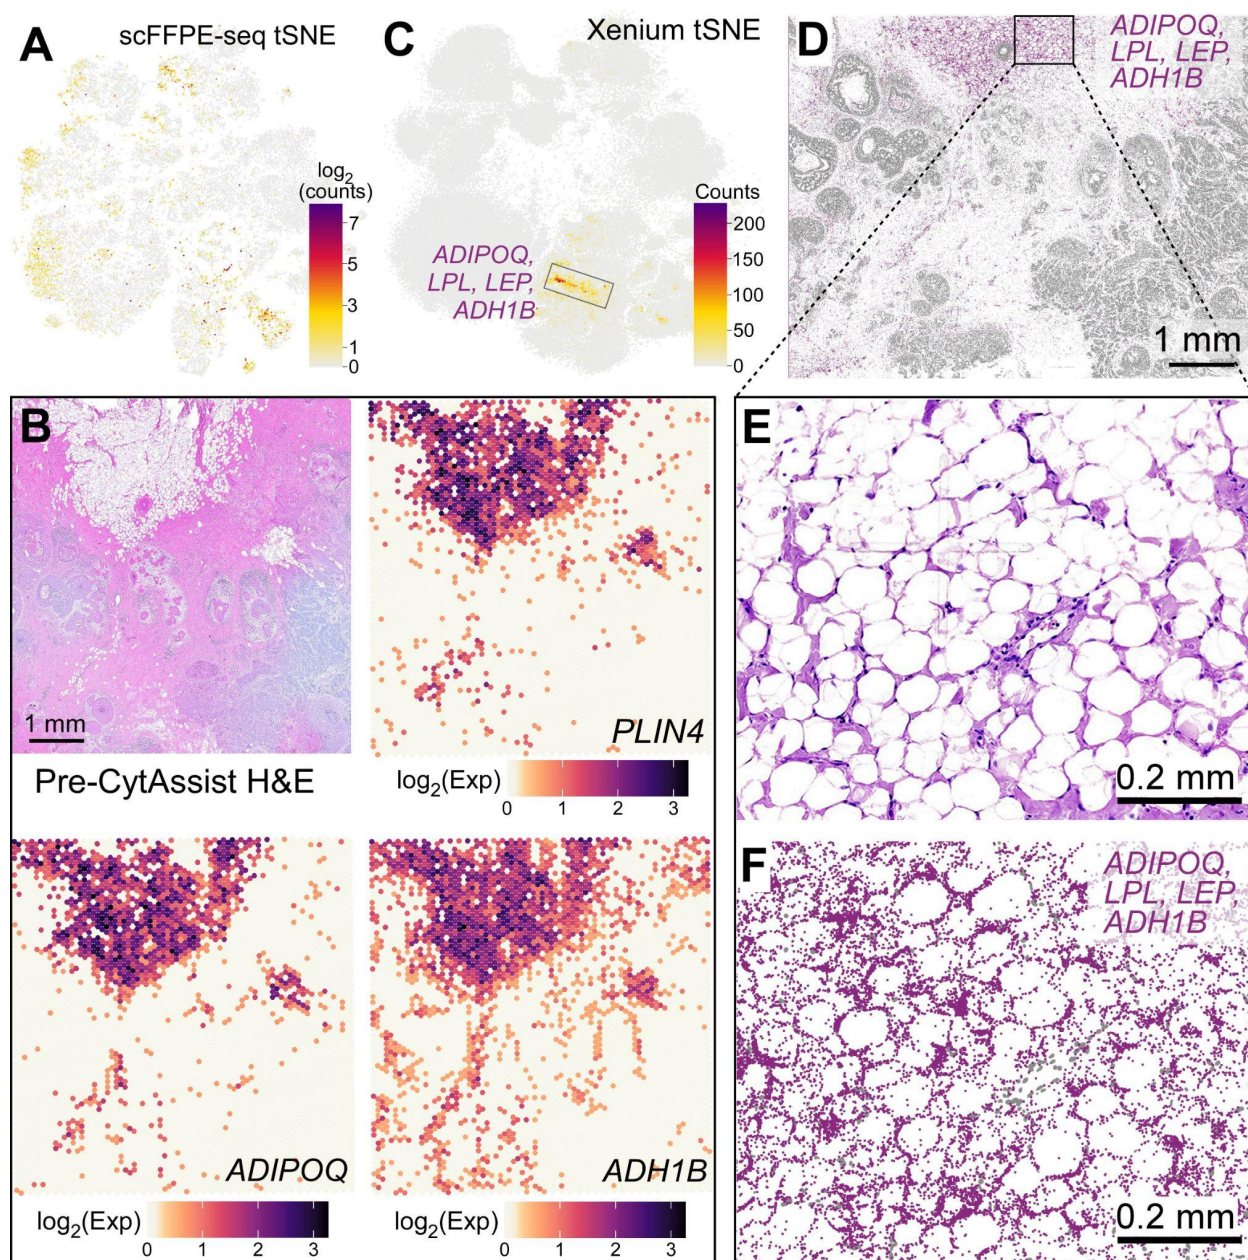 A
scFFPE-seq tSNE
log2
(counts)
7
5
3
1
0
C
Xenium tSNE
ADIPOQ,
LPL, LEP,
ADH1B
Counts
200
150
100
50
0
D
ADIPOQ,
LPL, LEP,
ADH1B
1 mm
B
1 mm
Pre-CytAssist H&E
PLIN4
log2(Exp)
0 1 2 3
ADIPOQ
log2(Exp)
0 1 2 3
ADH1B
log2(Exp)
0 1 2 3
E
0.2 mm
F
ADIPOQ,
LPL, LEP,
ADH1B
0.2 mm